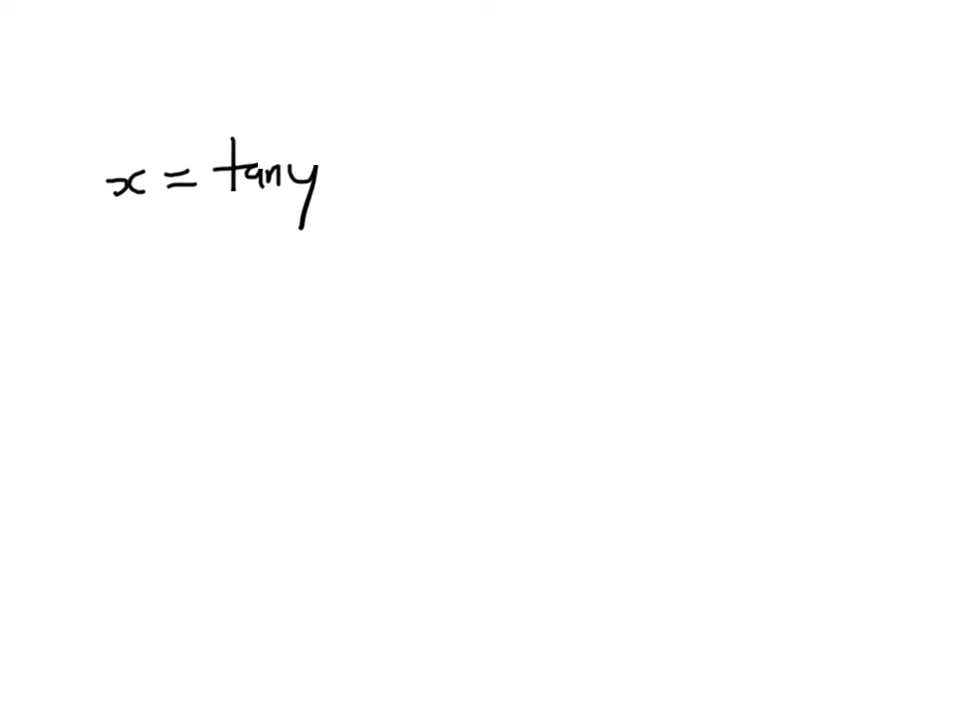 x = tany